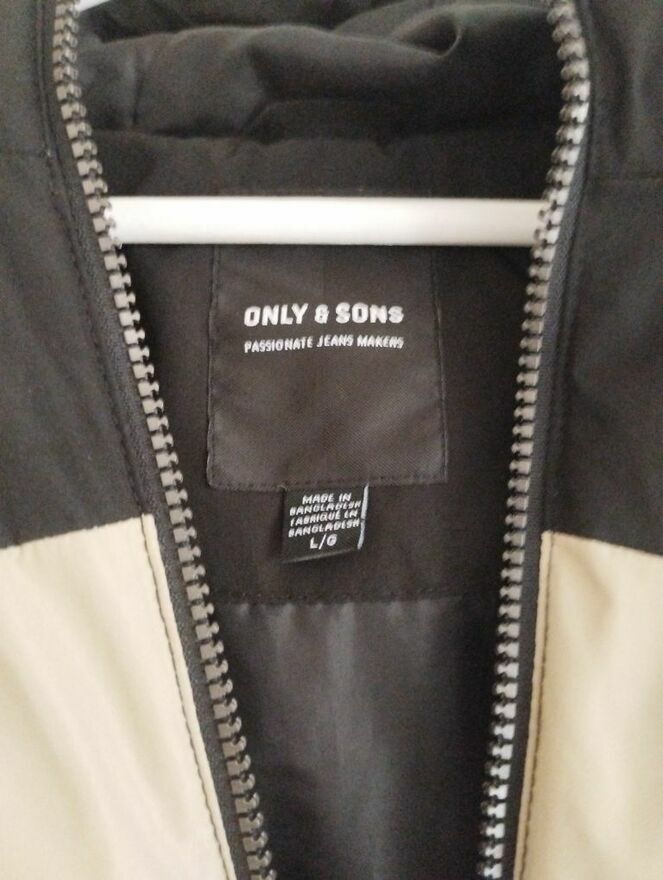 ONLY & SONS
PASSIONATE JEANS MAKERS
MADE IN
BANGLADESH
FABRIQUÉ EN
BANGLADESH
L/G